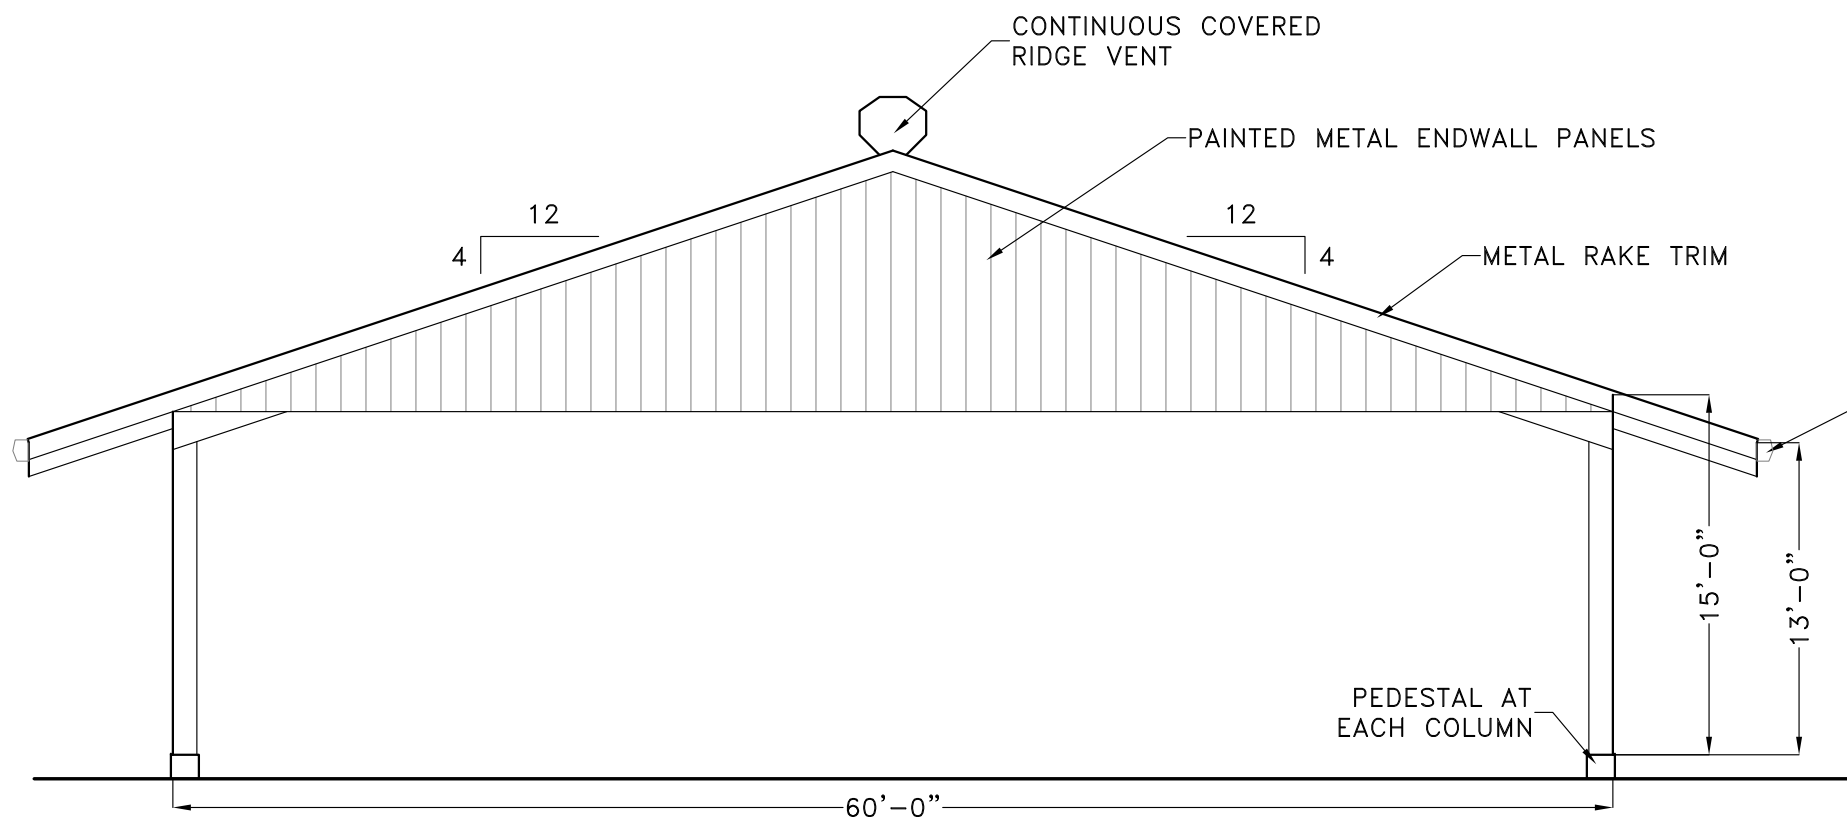 CONTINUOUS COVERED
RIDGE VENT
PAINTED METAL ENDWALL PANELS
12
4
12
4
METAL RAKE TRIM
15'-0"
13'-0"
PEDESTAL AT
EACH COLUMN
60'-0"